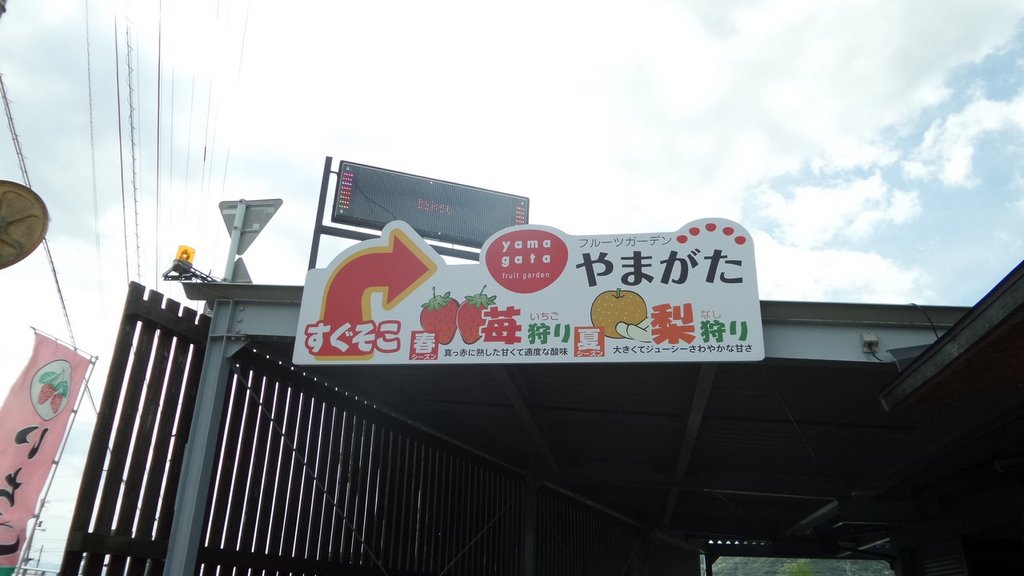 yama
gata
fruit garden
フルーツガーデン
やまがた
すぐそこ
春
シーズン
いちご
苺狩り
真っ赤に熟した甘くて適度な酸味
夏
シーズン
なし
梨狩り
大きくてジューシーさわやかな甘さ
いちご